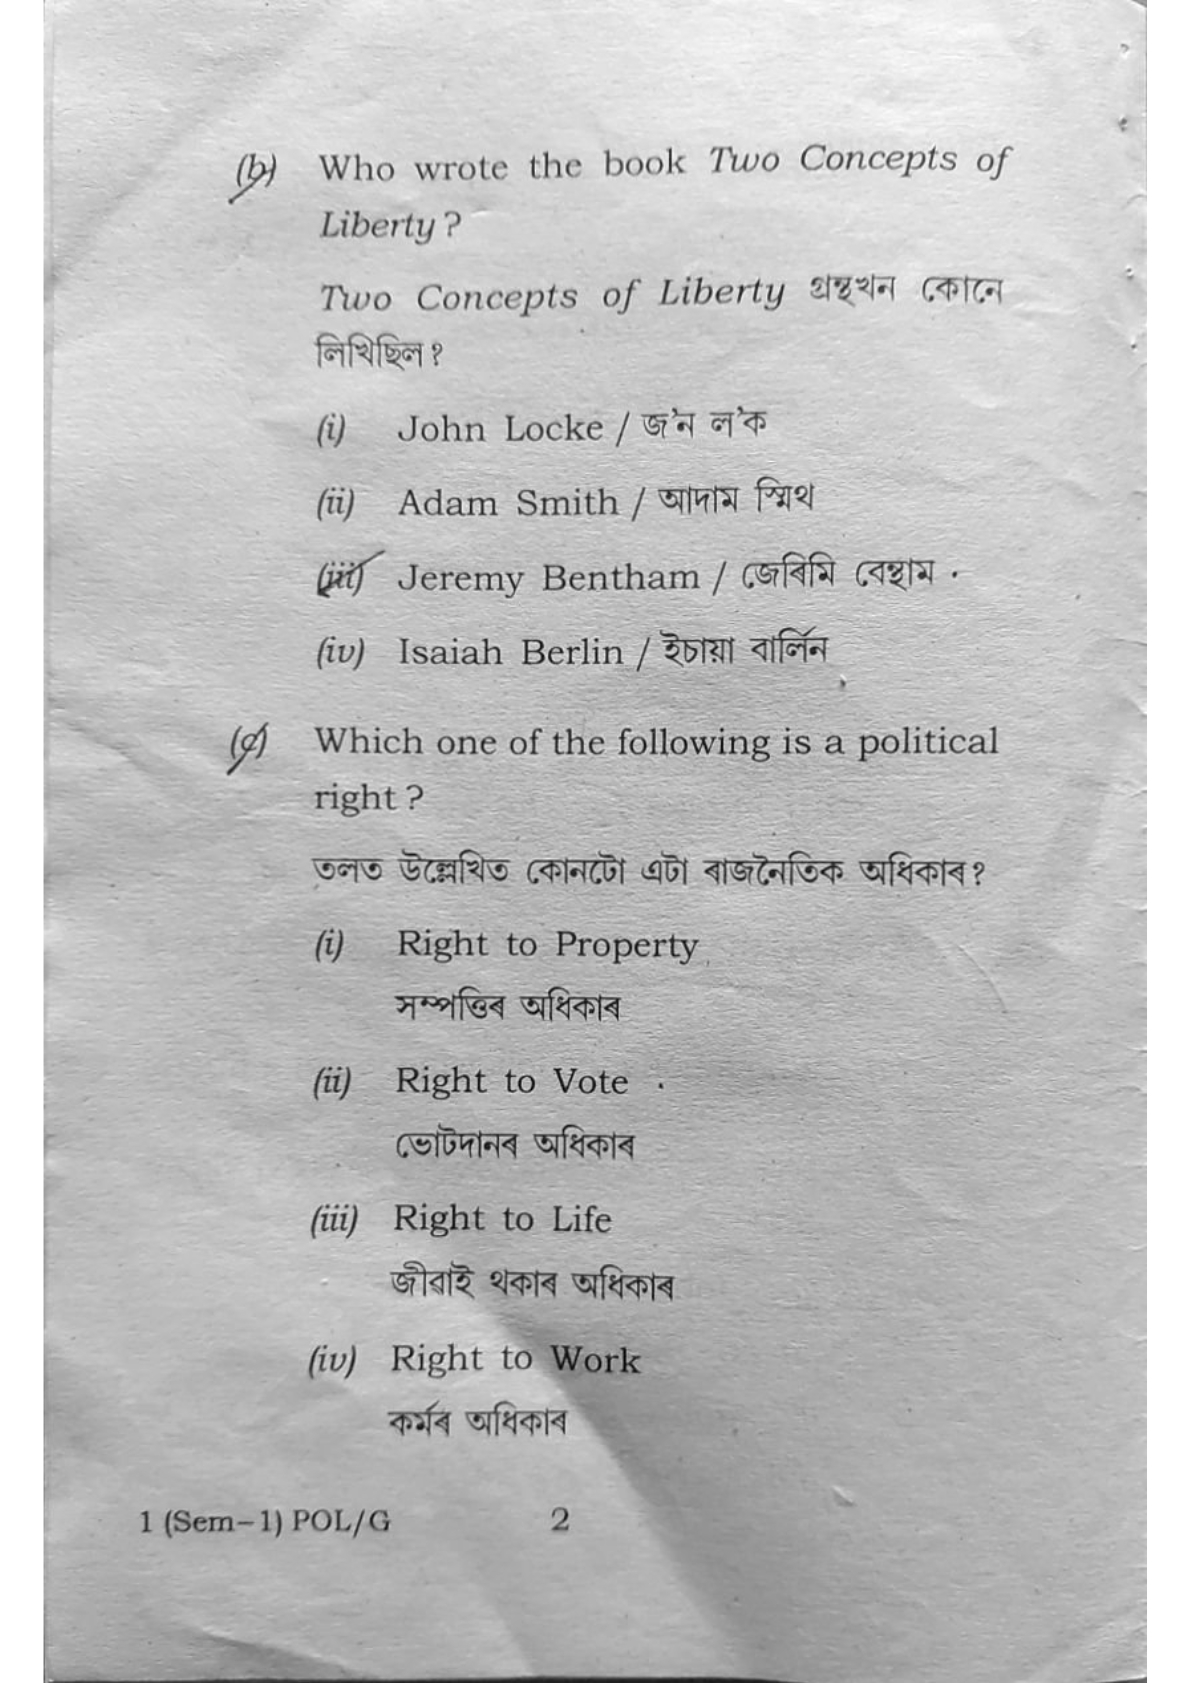 (b) Who wrote the book Two Concepts of
Liberty ?
Two Concepts of Liberty গ্ৰন্থখন কোনে
লিখিছিল ?
(i) John Locke / জ'ন ল'ক
(ii) Adam Smith / আদাম স্মিথ
(iii) Jeremy Bentham / জেৰিমি বেন্থাম
(iv) Isaiah Berlin / ইচায়া বাৰ্লিন
(c) Which one of the following is a political
right ?
তলত উল্লেখিত কোনটো এটা ৰাজনৈতিক অধিকাৰ ?
(i) Right to Property
সম্পত্তিৰ অধিকাৰ
(ii) Right to Vote
ভোটদানৰ অধিকাৰ
(iii) Right to Life
জীৱাই থকাৰ অধিকাৰ
(iv) Right to Work
কৰ্মৰ অধিকাৰ
1 (Sem–1) POL/G 2